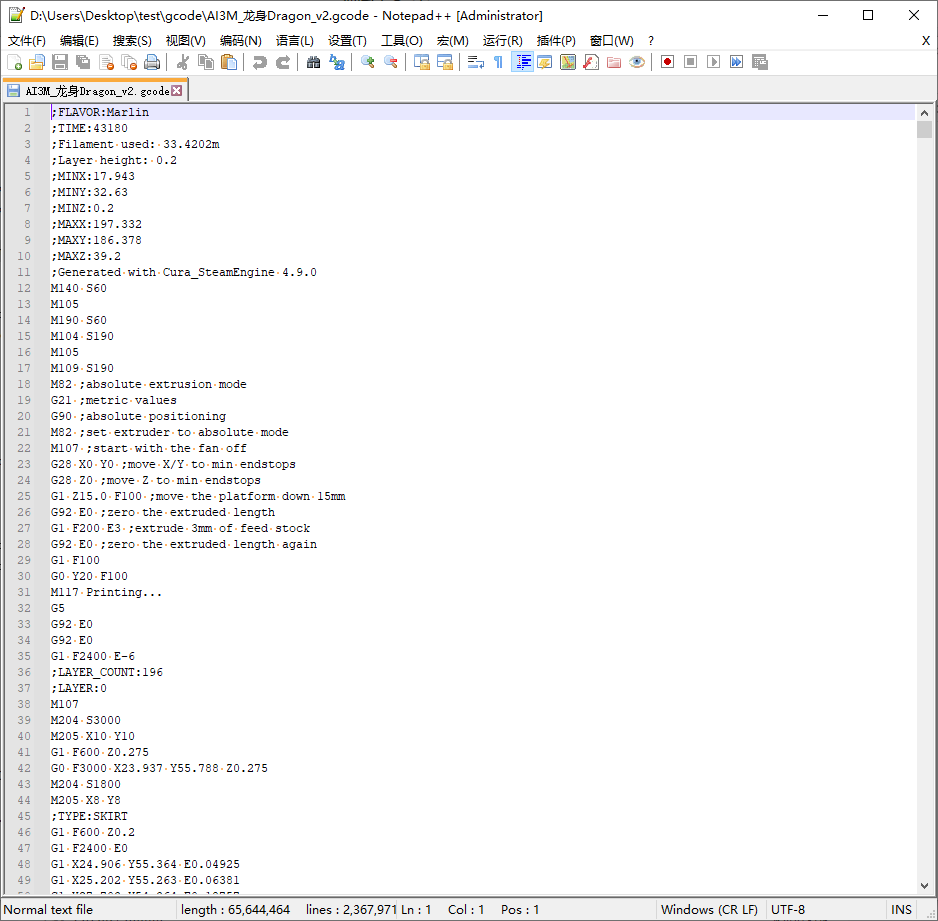 D:\Users\Desktop\test\gcode\AI3M_龙身Dragon_v2.gcode - Notepad++ [Administrator]
文件(F) 编辑(E) 搜索(S) 视图(V) 编码(N) 语言(L) 设置(T) 工具(O) 宏(M) 运行(R) 插件(P) 窗口(W) ? X
AI3M_龙身Dragon_v2.gcode
1 ;FLAVOR:Marlin
2 ;TIME:43180
3 ;Filament used: 33.4202m
4 ;Layer height: 0.2
5 ;MINX:17.943
6 ;MINY:32.63
7 ;MINZ:0.2
8 ;MAXX:197.332
9 ;MAXY:186.378
10 ;MAXZ:39.2
11 ;Generated with Cura_SteamEngine 4.9.0
12 M140 S60
13 M105
14 M190 S60
15 M104 S190
16 M105
17 M109 S190
18 M82 ;absolute extrusion mode
19 G21 ;metric values
20 G90 ;absolute positioning
21 M82 ;set extruder to absolute mode
22 M107 ;start with the fan off
23 G28 X0 Y0 ;move X/Y to min endstops
24 G28 Z0 ;move Z to min endstops
25 G1 Z15.0 F100 ;move the platform down 15mm
26 G92 E0 ;zero the extruded length
27 G1 F200 E3 ;extrude 3mm of feed stock
28 G92 E0 ;zero the extruded length again
29 G1 F100
30 G0 Y20 F100
31 M117 Printing...
32 G5
33 G92 E0
34 G92 E0
35 G1 F2400 E-6
36 ;LAYER_COUNT:196
37 ;LAYER:0
38 M107
39 M204 S3000
40 M205 X10 Y10
41 G1 F600 Z0.275
42 G0 F3000 X23.937 Y55.788 Z0.275
43 M204 S1800
44 M205 X8 Y8
45 ;TYPE:SKIRT
46 G1 F600 Z0.2
47 G1 F2400 E0
48 G1 X24.906 Y55.364 E0.04925
49 G1 X25.202 Y55.263 E0.06381
Normal text file length : 65,644,464 lines : 2,367,971 Ln : 1 Col : 1 Pos : 1 Windows (CR LF) UTF-8 INS